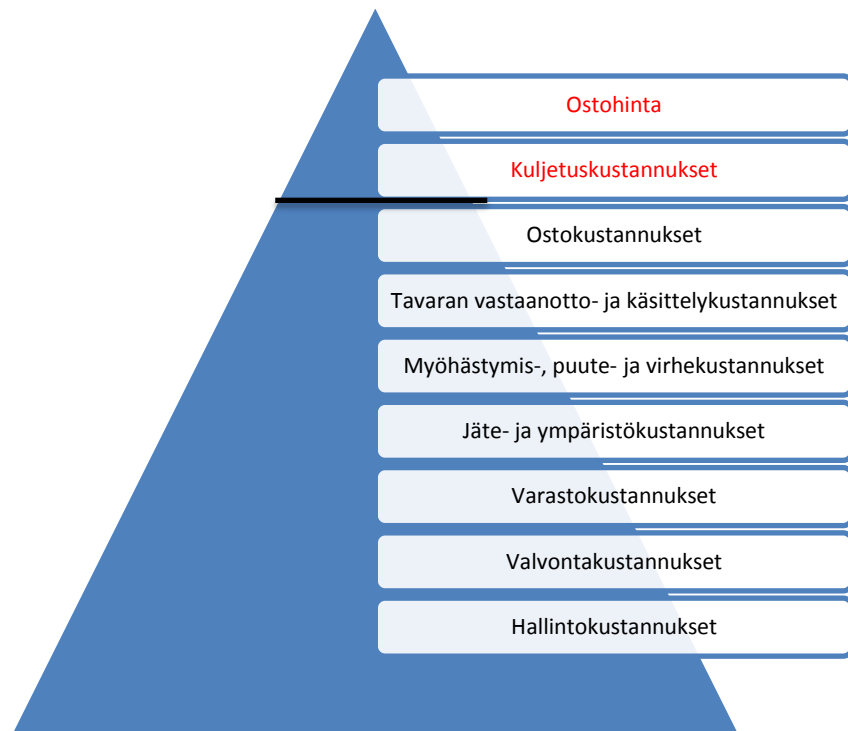 Ostohinta
Kuljetuskustannukset
Ostokustannukset
Tavaran vastaanotto- ja käsittelykustannukset
Myöhästymis-, puute- ja virhekustannukset
Jäte- ja ympäristökustannukset
Varastokustannukset
Valvontakustannukset
Hallintokustannukset